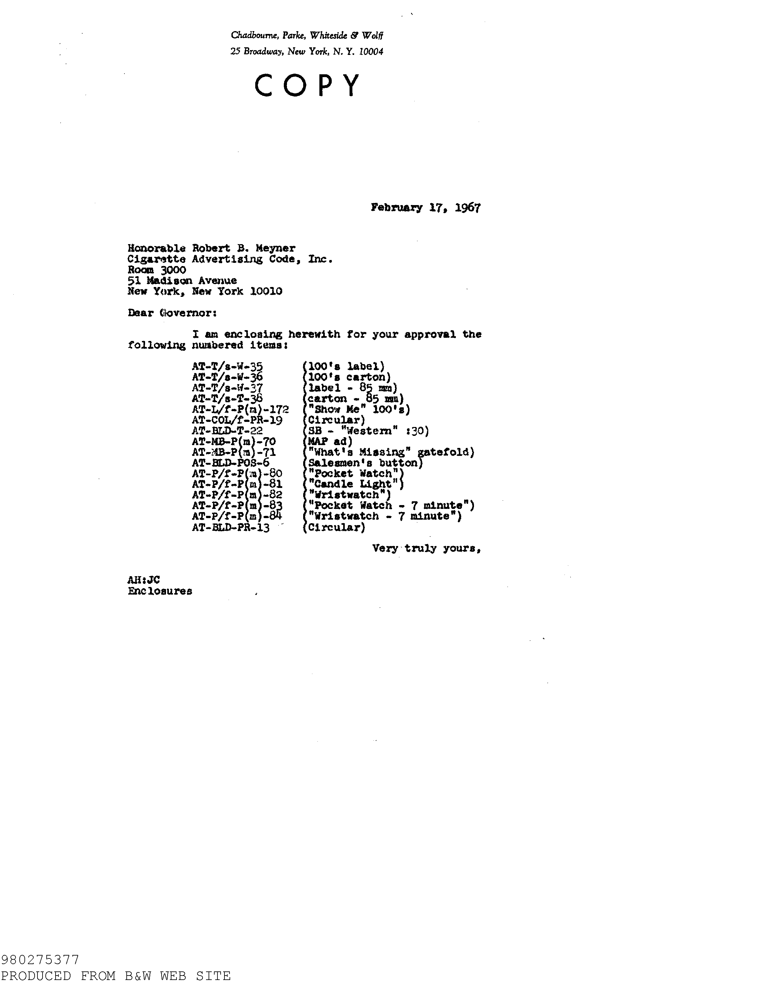 Chadbourne, Parke, Whiteside & Wolff
25 Broadway, New York, N. Y. 10004
COPY
February 17, 1967
Honorable Robert B. Meyner
Cigarette Advertising Code, Inc.
Room 3000
51 Madison Avenue
New York, New York 10010
Dear Governor:
I am enclosing herewith for your approval the
following numbered items:
AT-T/s-W-35 (100's label)
AT-T/s-W-36 (100's carton)
AT-T/s-W-37 (label - 85 mm)
AT-T/s-T-38 (carton - 85 mm)
AT-L/f-P(m)-172 ("Show Me" 100's)
AT-COL/f-PR-19 (Circular)
AT-BLD-T-22 (SB - "Western" :30)
AT-MB-P(m)-70 (MAP ad)
AT-MB-P(m)-71 ("What's Missing" gatefold)
AT-BLD-POS-6 (Salesmen's button)
AT-P/f-P(m)-80 ("Pocket Watch")
AT-P/f-P(m)-81 ("Candle Light")
AT-P/f-P(m)-82 ("Wristwatch")
AT-P/f-P(m)-83 ("Pocket Watch - 7 minute")
AT-P/f-P(m)-84 ("Wristwatch - 7 minute")
AT-BLD-PR-13 (Circular)
Very truly yours,
AH:JC
Enclosures
980275377
PRODUCED FROM B&W WEB SITE